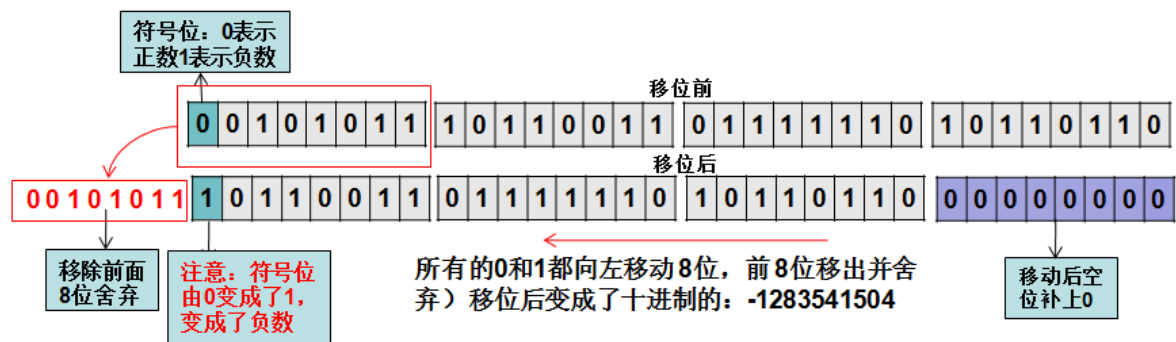 符号位：0表示
正数1表示负数
移位前
0 0 1 0 1 0 1 1 1 0 1 1 0 0 1 1 0 1 1 1 1 1 1 0 1 0 1 1 0 1 1 0
移位后
0 0 1 0 1 0 1 1 1 0 1 1 0 0 1 1 0 1 1 1 1 1 1 0 1 0 1 1 0 1 1 0 0 0 0 0 0 0 0 0
移除前面
8位舍弃
注意：符号位
由0变成了1，
变成了负数
所有的0和1都向左移动8位，前8位移出并舍
弃）移位后变成了十进制的：-1283541504
移动后空
位补上0